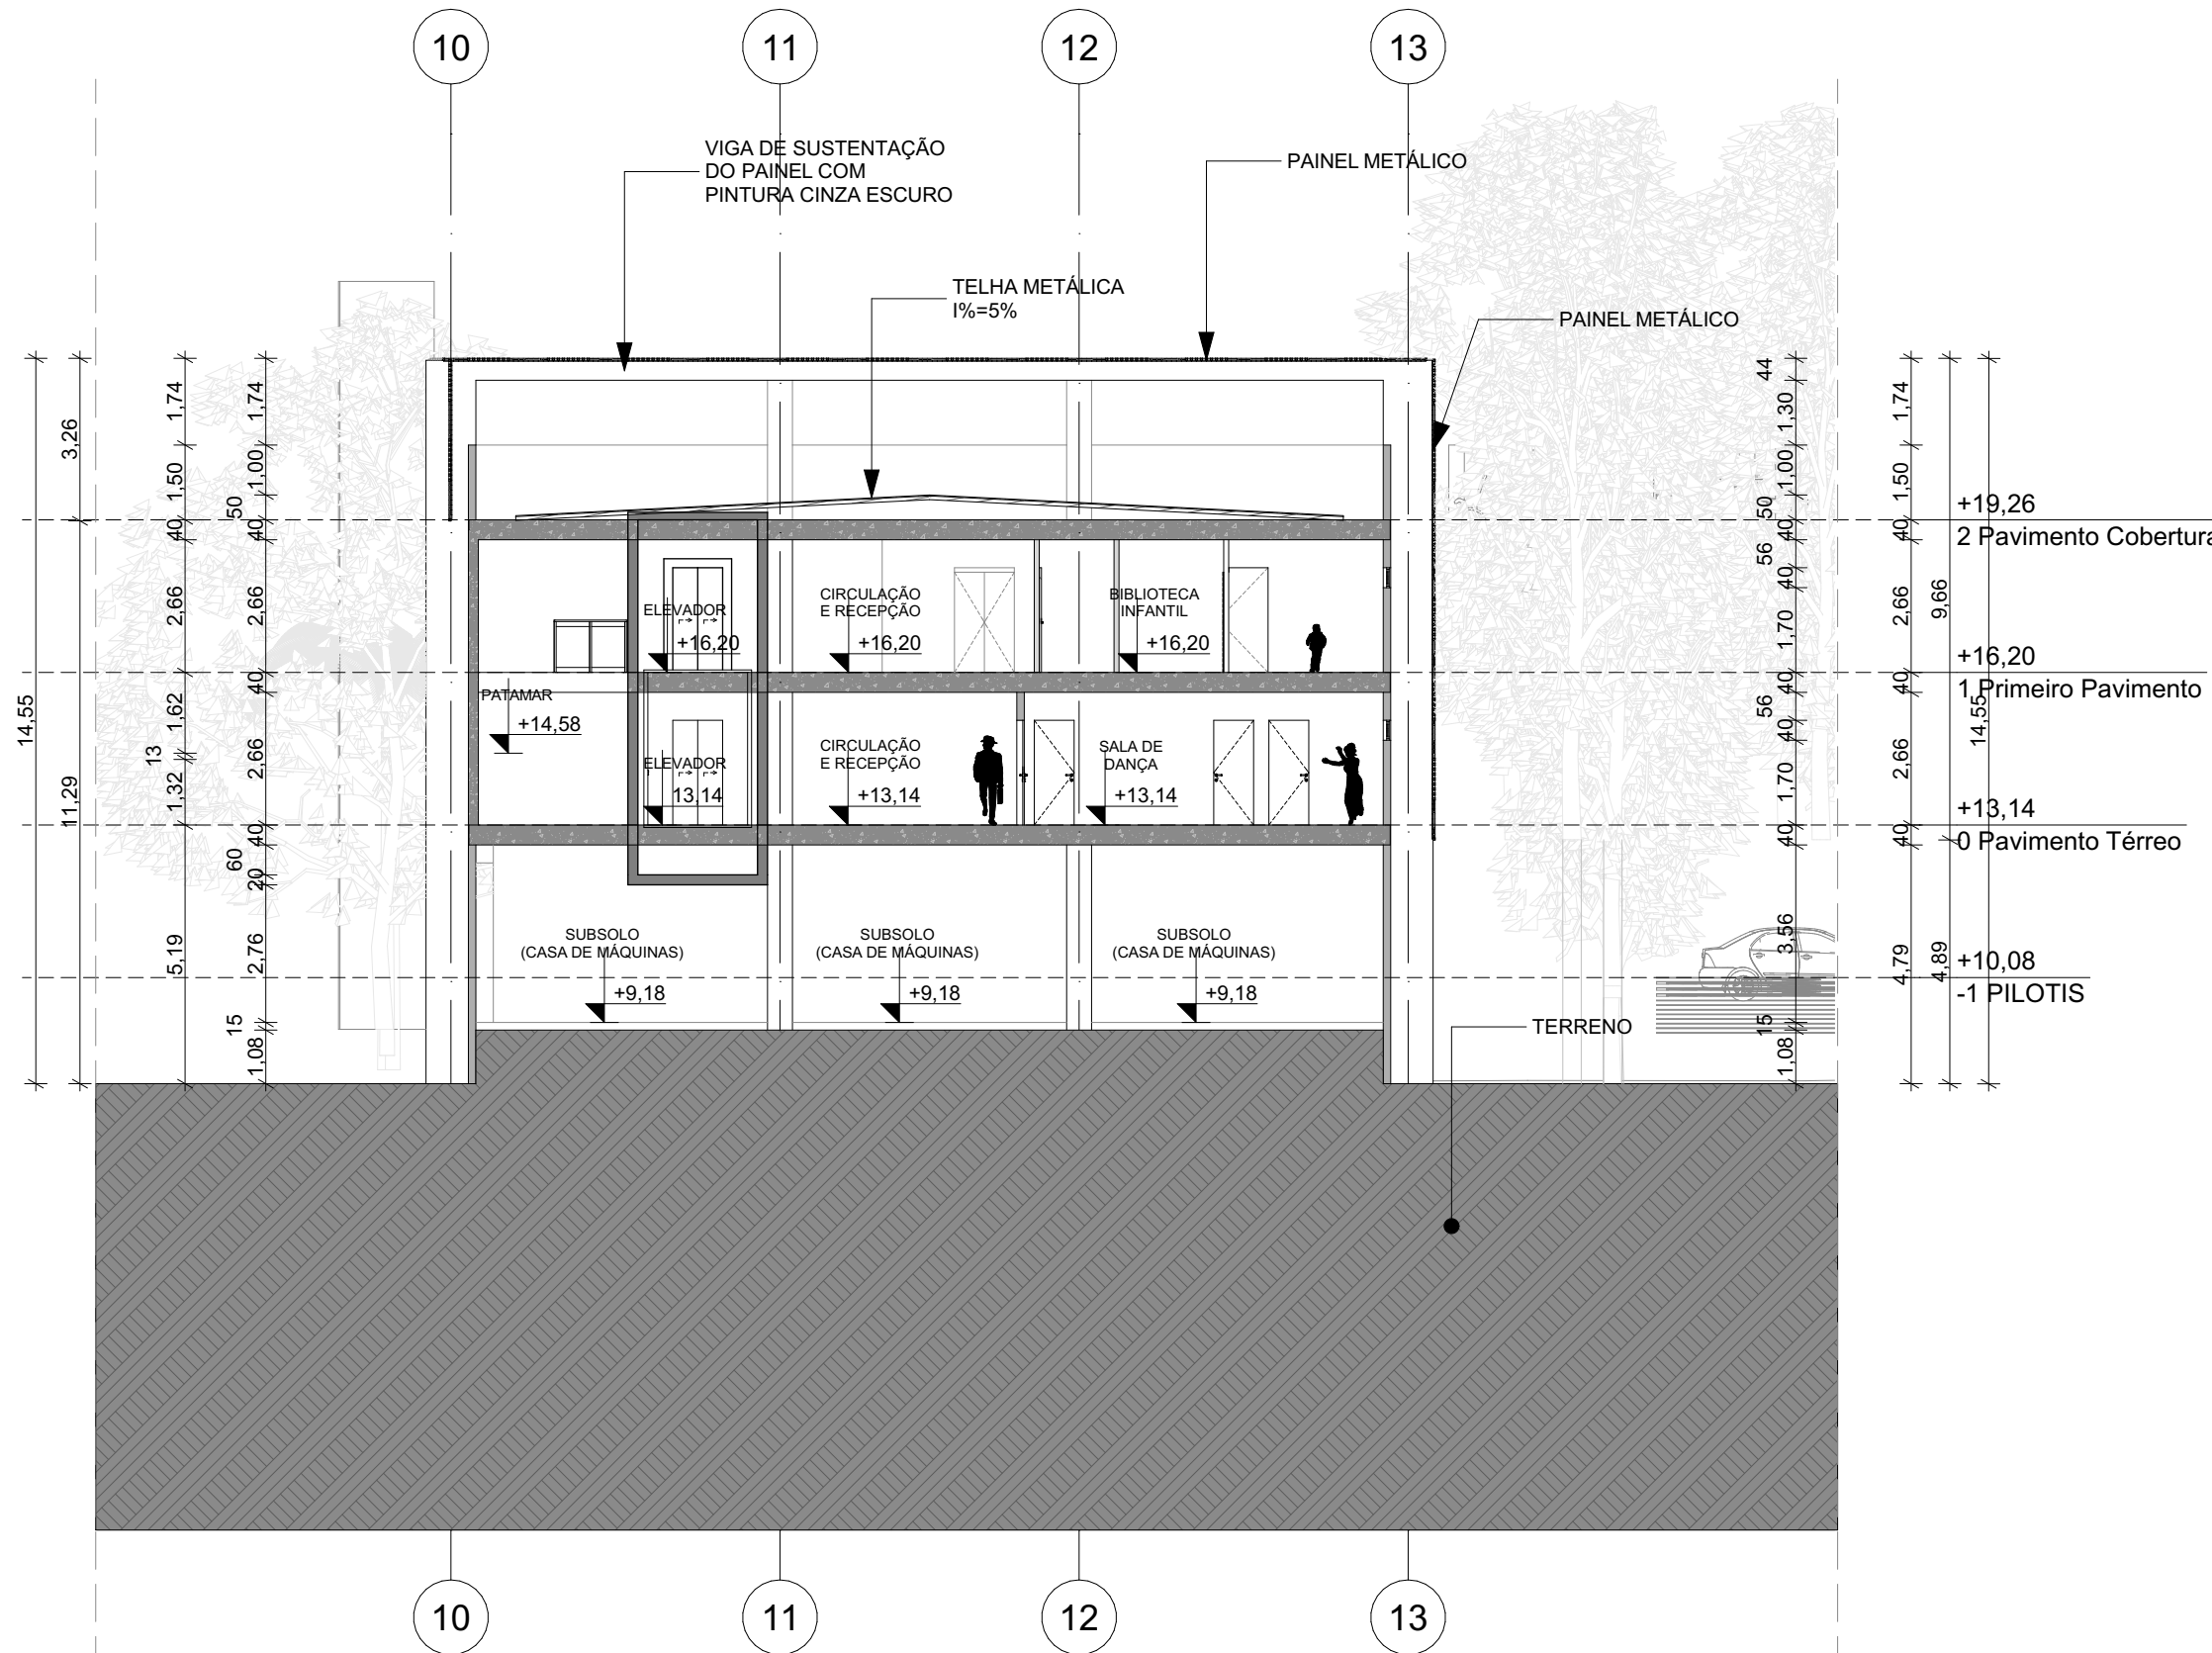 10
11
12
13
VIGA DE SUSTENTAÇÃO
DO PAINEL COM
PINTURA CINZA ESCURO
PAINEL METÁLICO
TELHA METÁLICA
I%=5%
PAINEL METÁLICO
14,55
3,26
11,29
1,74
1,50
40
2,66
1,62
13
1,32
5,19
1,74
1,00
50
40
2,66
40
2,66
40
60
20
2,76
15
1,08
ELEVADOR
+16,20
CIRCULAÇÃO
E RECEPÇÃO
+16,20
BIBLIOTECA
INFANTIL
+16,20
PATAMAR
+14,58
ELEVADOR
13,14
CIRCULAÇÃO
E RECEPÇÃO
+13,14
SALA DE
DANÇA
+13,14
SUBSOLO
(CASA DE MÁQUINAS)
+9,18
SUBSOLO
(CASA DE MÁQUINAS)
+9,18
SUBSOLO
(CASA DE MÁQUINAS)
+9,18
TERRENO
44
1,30
1,00
50
40
56
40
1,70
40
56
40
1,70
40
3,56
15
1,08
1,74
1,50
40
2,66
40
2,66
40
4,79
9,66
4,89
14,55
+19,26
2 Pavimento Cobertura
+16,20
1 Primeiro Pavimento
+13,14
0 Pavimento Térreo
+10,08
-1 PILOTIS
10
11
12
13